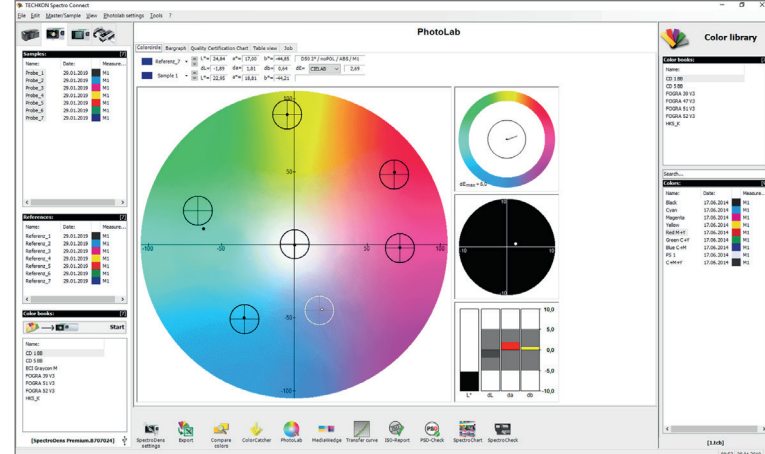 TECHKON Spectro Connect
File Edit Master/Sample View Photolab settings Tools ?
PhotoLab
Color library
Colorcircle Bargraph Quality Certification Chart Table view Job
Referenz_7 L*= 24,84 a*= 17,00 b*= -44,85 D50 2° / noPOL / ABS / M1
dL= -1,89 da= 1,81 db= 0,64 dE= CIELAB 2,69
Sample 1 L*= 22,95 a*= 18,81 b*= -44,21
Samples: [?]
Name: Date: Measure...
Probe_1 29.01.2019 M1
Probe_2 29.01.2019 M1
Probe_3 29.01.2019 M1
Probe_4 29.01.2019 M1
Probe_5 29.01.2019 M1
Probe_6 29.01.2019 M1
Probe_7 29.01.2019 M1
References: [?]
Name: Date: Measure...
Referenz_1 29.01.2019 M1
Referenz_2 29.01.2019 M1
Referenz_3 29.01.2019 M1
Referenz_4 29.01.2019 M1
Referenz_5 29.01.2019 M1
Referenz_6 29.01.2019 M1
Referenz_7 29.01.2019 M1
Color books: [?]
Start
Name:
CD 1 BB
CD 5 BB
ECI Graycon M
FOGRA 39 V3
FOGRA 51 V3
FOGRA 52 V3
HKS_K
[SpectroDens Premium.B707024]
100
50
-100 -50 50 100
-50
-100
dEmax = 6,0
10
-10 10
-10
10,0
5,0
0,0
-5,0
-10,0
L* dL da db
SpectroDens settings
Export
Compare colors
ColorCatcher
PhotoLab
MediaWedge
Transfer curve
ISO-Report
PSD-Check
SpectroChart
SpectroCheck
Color books:
Name:
CD 1 BB
CD 5 BB
FOGRA 39 V3
FOGRA 47 V3
FOGRA 51 V3
FOGRA 52 V3
HKS_K
Search...
Colors:
Name: Date: Measure...
Black 17.06.2014 M1
Cyan 17.06.2014 M1
Magenta 17.06.2014 M1
Yellow 17.06.2014 M1
Red M+Y 17.06.2014 M1
Green C+Y 17.06.2014 M1
Blue C+M 17.06.2014 M1
PS 1 17.06.2014 M1
C+M+Y 17.06.2014 M1
[1.tcb]